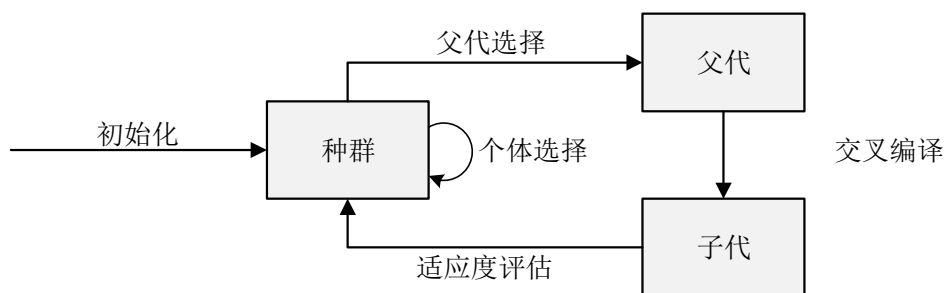 父代选择
父代
初始化
种群
个体选择
交叉编译
子代
适应度评估